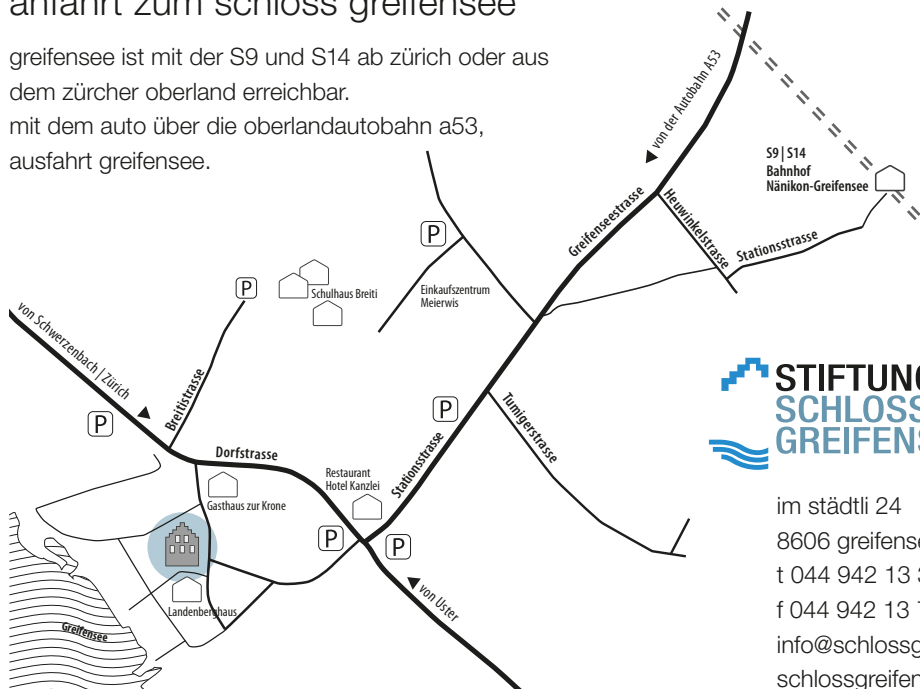 anfahrt zum schloss greifensee
greifensee ist mit der S9 und S14 ab zürich oder aus
dem zürcher oberland erreichbar.
mit dem auto über die oberlandautobahn a53,
ausfahrt greifensee.
von der Autobahn A53
S9 | S14
Bahnhof
Nänikon-Greifensee
Greifenseestrasse
Heuwinkelstrasse
Stationsstrasse
P
P
Schulhaus Breiti
Einkaufszentrum
Meierwis
von Schwerzenbach | Zürich
Breitistrasse
P
P
Stationsstrasse
Tumigerstrasse
Dorfstrasse
Restaurant
Hotel Kanzlei
Gasthaus zur Krone
P
P
Landenberghaus
von Uster
Greifensee
STIFTUNG
SCHLOSS
GREIFENS
im städtli 24
8606 greifense
t 044 942 13
f 044 942 13
info@schlossg
schlossgreifen